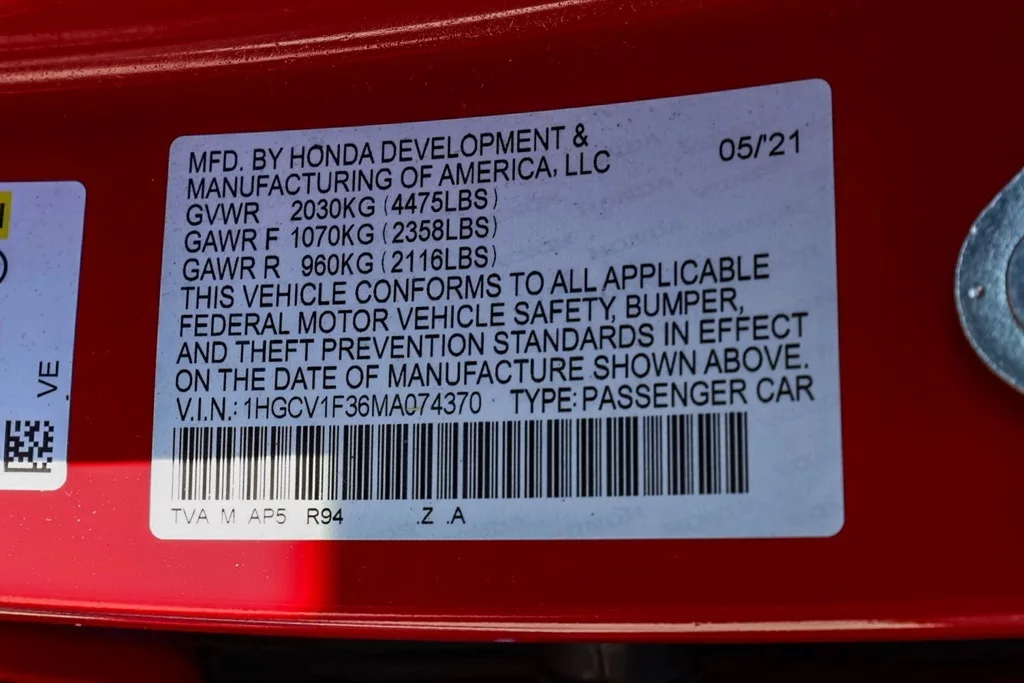 MFD. BY HONDA DEVELOPMENT &
MANUFACTURING OF AMERICA, LLC
05/'21
GVWR 2030KG (4475LBS)
GAWR F 1070KG (2358LBS)
GAWR R 960KG (2116LBS)
THIS VEHICLE CONFORMS TO ALL APPLICABLE
FEDERAL MOTOR VEHICLE SAFETY, BUMPER,
AND THEFT PREVENTION STANDARDS IN EFFECT
ON THE DATE OF MANUFACTURE SHOWN ABOVE.
V.I.N.: 1HGCV1F36MA074370 TYPE: PASSENGER CAR
TVA M AP5 R94 .Z .A
VE